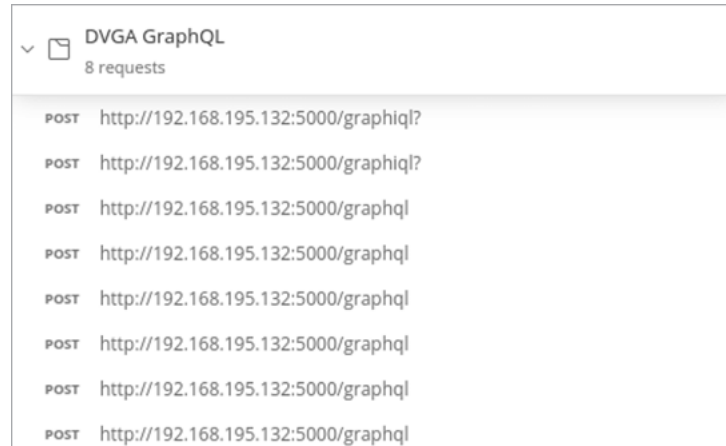 DVGA GraphQL
8 requests
POST http://192.168.195.132:5000/graphiql?
POST http://192.168.195.132:5000/graphiql?
POST http://192.168.195.132:5000/graphql
POST http://192.168.195.132:5000/graphql
POST http://192.168.195.132:5000/graphql
POST http://192.168.195.132:5000/graphql
POST http://192.168.195.132:5000/graphql
POST http://192.168.195.132:5000/graphql